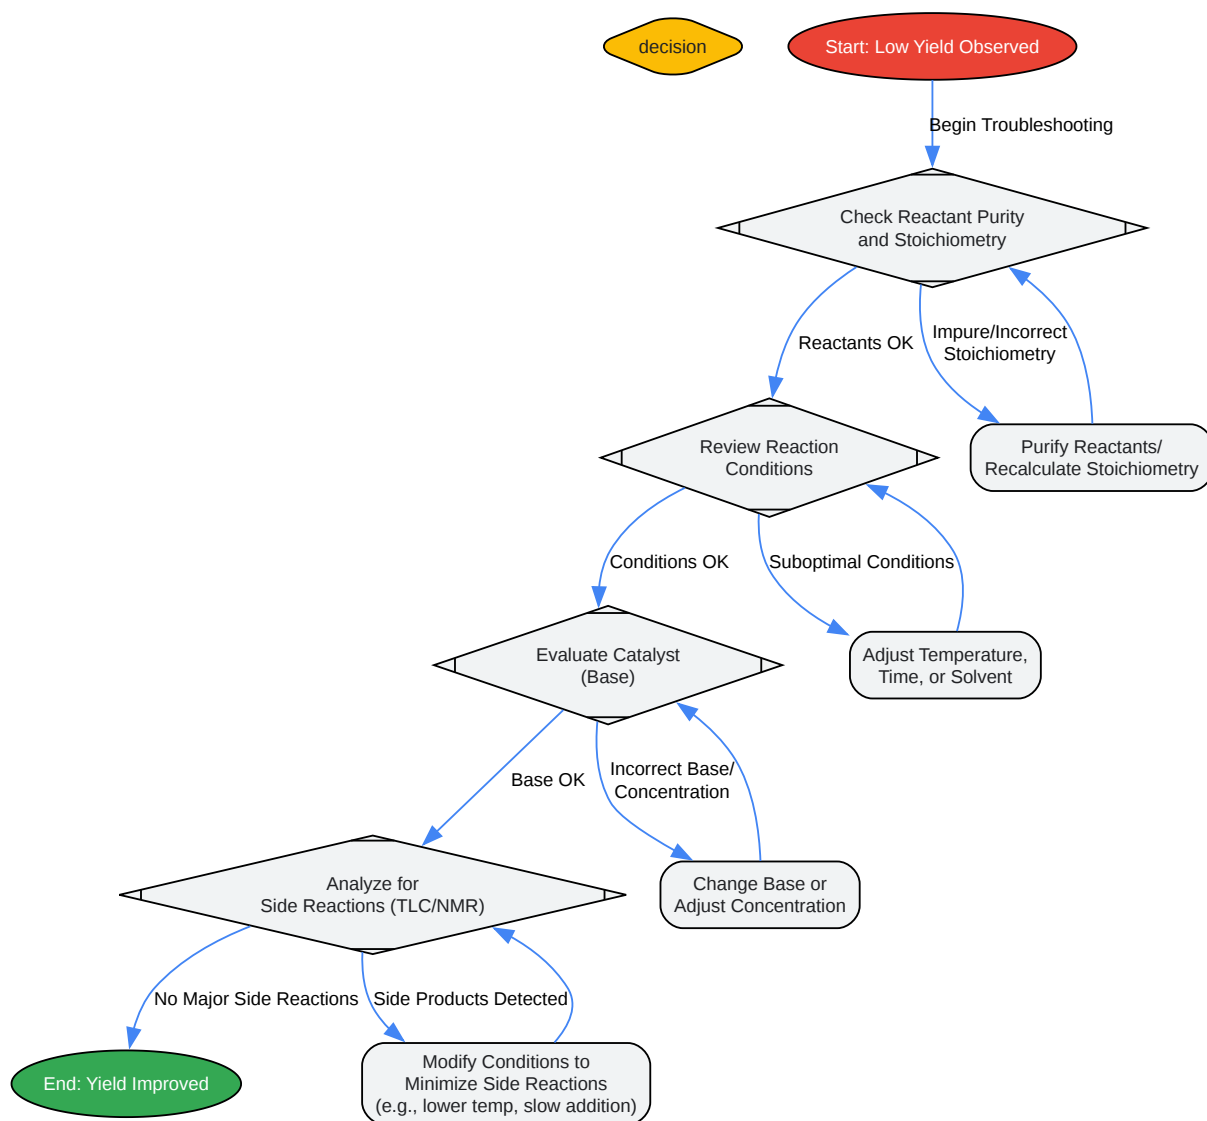 decision
Start: Low Yield Observed
Begin Troubleshooting
Check Reactant Purity
and Stoichiometry
Reactants OK
Impure/Incorrect
Stoichiometry
Review Reaction
Conditions
Purify Reactants/
Recalculate Stoichiometry
Conditions OK
Suboptimal Conditions
Evaluate Catalyst
(Base)
Adjust Temperature,
Time, or Solvent
Base OK
Incorrect Base/
Concentration
Analyze for
Side Reactions (TLC/NMR)
Change Base or
Adjust Concentration
No Major Side Reactions
Side Products Detected
End: Yield Improved
Modify Conditions to
Minimize Side Reactions
(e.g., lower temp, slow addition)